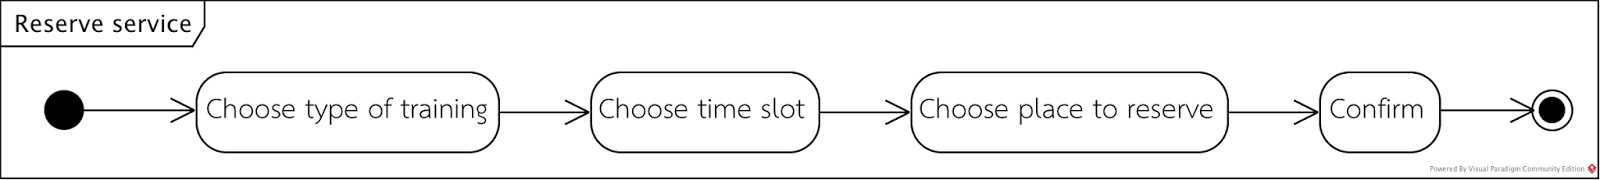 Reserve service
Choose type of training
Choose time slot
Choose place to reserve
Confirm
Powered By Visual Paradigm Community Edition